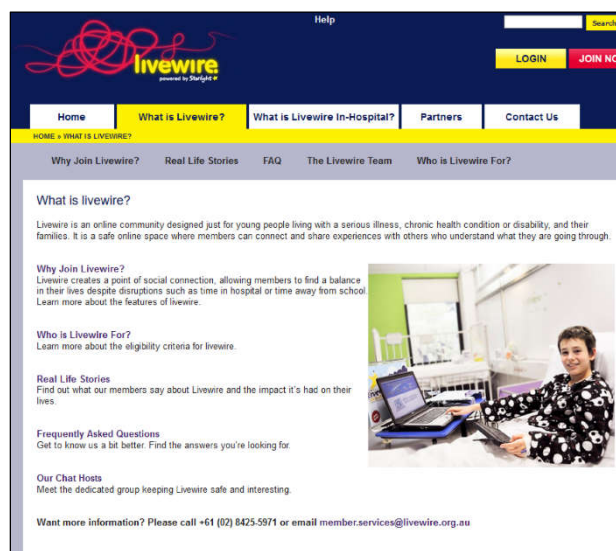 Help
Search
livewire
powered by Starlight
LOGIN
JOIN NO
Home
What is Livewire?
What is Livewire In-Hospital?
Partners
Contact Us
HOME » WHAT IS LIVEWIRE?
Why Join Livewire?
Real Life Stories
FAQ
The Livewire Team
Who is Livewire For?
What is livewire?
Livewire is an online community designed just for young people living with a serious illness, chronic health condition or disability, and their
families. It is a safe online space where members can connect and share experiences with others who understand what they are going through.
Why Join Livewire?
Livewire creates a point of social connection, allowing members to find a balance
in their lives despite disruptions such as time in hospital or time away from school.
Learn more about the features of livewire.
Who is Livewire For?
Learn more about the eligibility criteria for livewire.
Real Life Stories
Find out what our members say about Livewire and the impact it's had on their
lives.
Frequently Asked Questions
Get to know us a bit better. Find the answers you're looking for.
Our Chat Hosts
Meet the dedicated group keeping Livewire safe and interesting.
Want more information? Please call +61 (02) 8425-5971 or email member.services@livewire.org.au